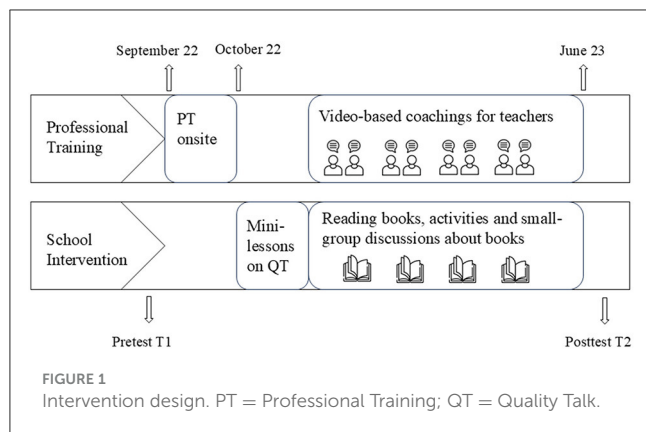 September 22
October 22
June 23
Professional
Training
PT
onsite
Video-based coachings for teachers
School
Intervention
Mini-
lessons
on QT
Reading books, activities and small-
group discussions about books
Pretest T1
Posttest T2
FIGURE 1
Intervention design. PT = Professional Training; QT = Quality Talk.